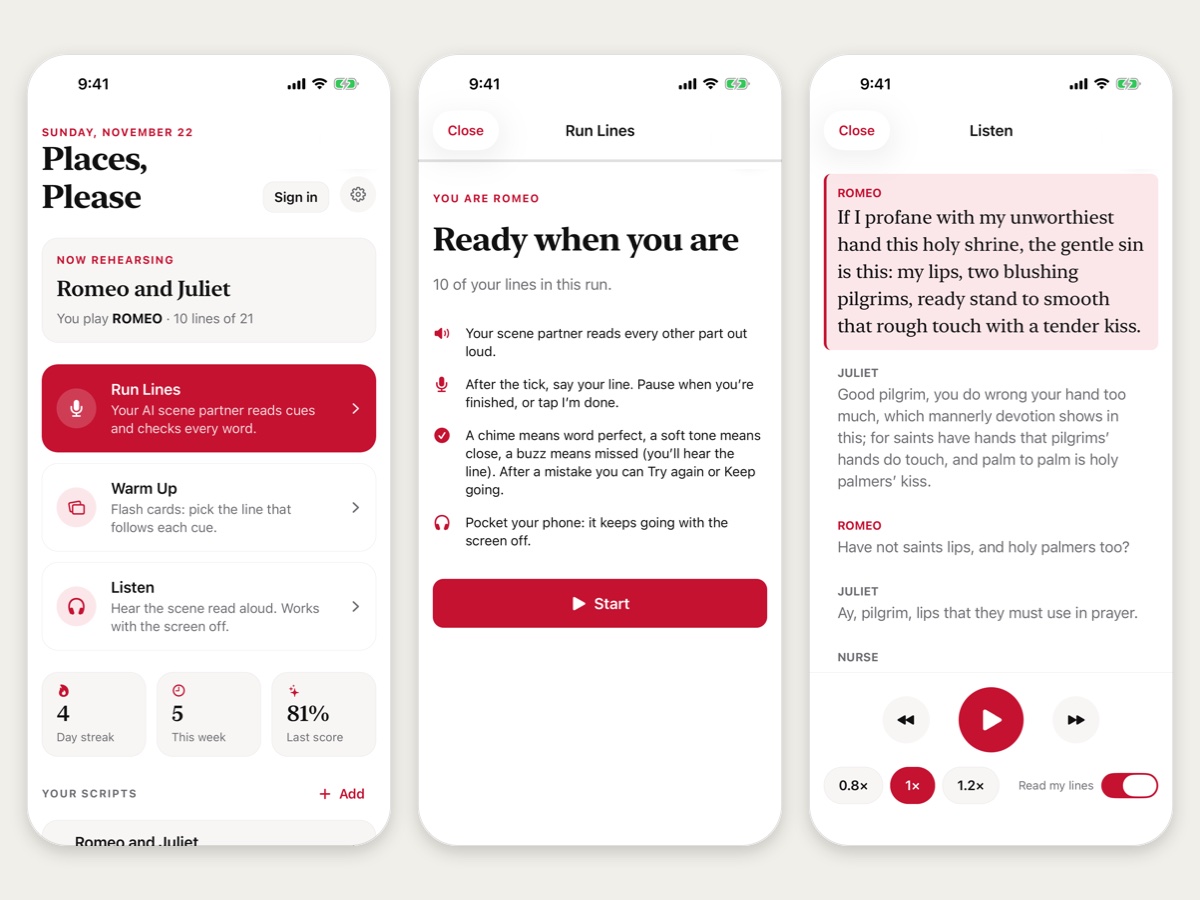 9:41
SUNDAY, NOVEMBER 22
Places,
Please
Sign in
NOW REHEARSING
Romeo and Juliet
You play ROMEO · 10 lines of 21
Run Lines
Your AI scene partner reads cues
and checks every word.
Warm Up
Flash cards: pick the line that
follows each cue.
Listen
Hear the scene read aloud. Works
with the screen off.
4
Day streak
5
This week
81%
Last score
YOUR SCRIPTS
+ Add
Romeo and Juliet
9:41
Close
Run Lines
YOU ARE ROMEO
Ready when you are
10 of your lines in this run.
Your scene partner reads every other part out
loud.
After the tick, say your line. Pause when you’re
finished, or tap I’m done.
A chime means word perfect, a soft tone means
close, a buzz means missed (you’ll hear the
line). After a mistake you can Try again or Keep
going.
Pocket your phone: it keeps going with the
screen off.
Start
9:41
Close
Listen
ROMEO
If I profane with my unworthiest
hand this holy shrine, the gentle sin
is this: my lips, two blushing
pilgrims, ready stand to smooth
that rough touch with a tender kiss.
JULIET
Good pilgrim, you do wrong your hand too
much, which mannerly devotion shows in
this; for saints have hands that pilgrims’
hands do touch, and palm to palm is holy
palmers’ kiss.
ROMEO
Have not saints lips, and holy palmers too?
JULIET
Ay, pilgrim, lips that they must use in prayer.
NURSE
0.8×
1×
1.2×
Read my lines